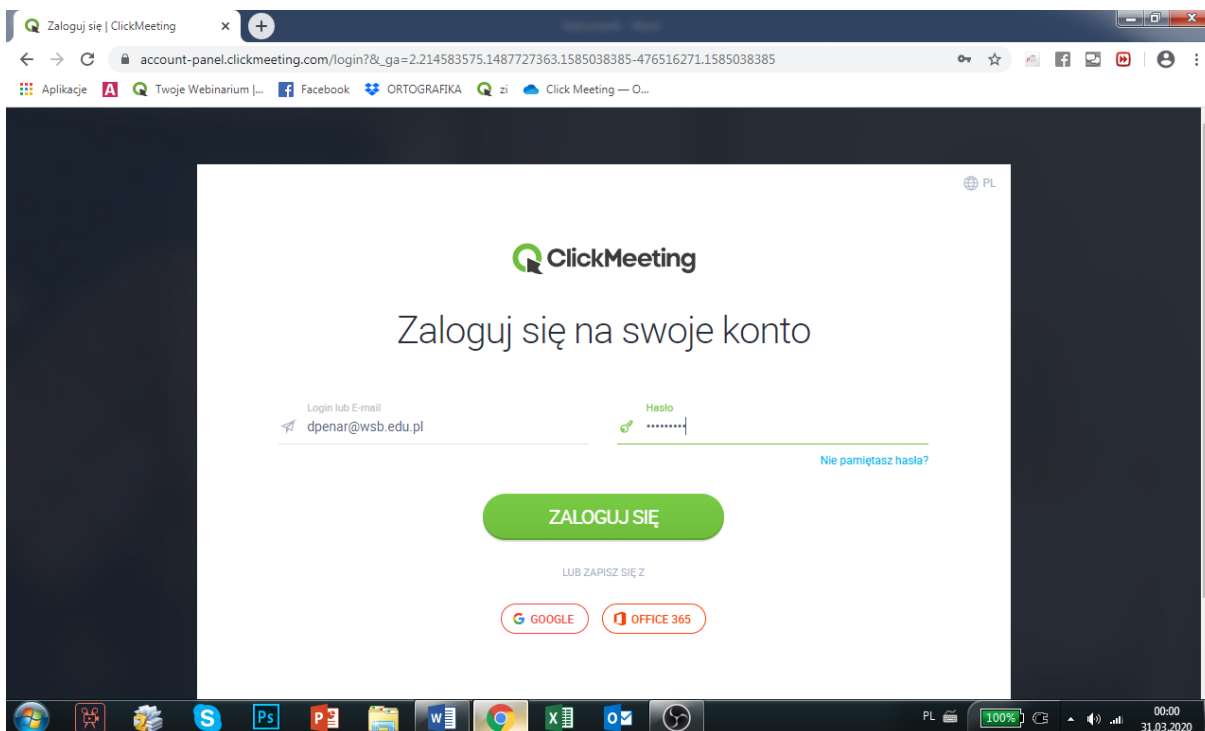 Zaloguj się | ClickMeeting
account-panel.clickmeeting.com/login?&_ga=2.214583575.1487727363.1585038385-476516271.1585038385
Aplikacje Twoje Webinarium |... Facebook ORTOGRAFIKA zi Click Meeting — O...
PL
ClickMeeting
Zaloguj się na swoje konto
Login lub E-mail Hasło
dpenar@wsb.edu.pl •••••••••
Nie pamiętasz hasła?
ZALOGUJ SIĘ
LUB ZAPISZ SIĘ Z
GOOGLE OFFICE 365
PL 100% 00:00
31.03.2020